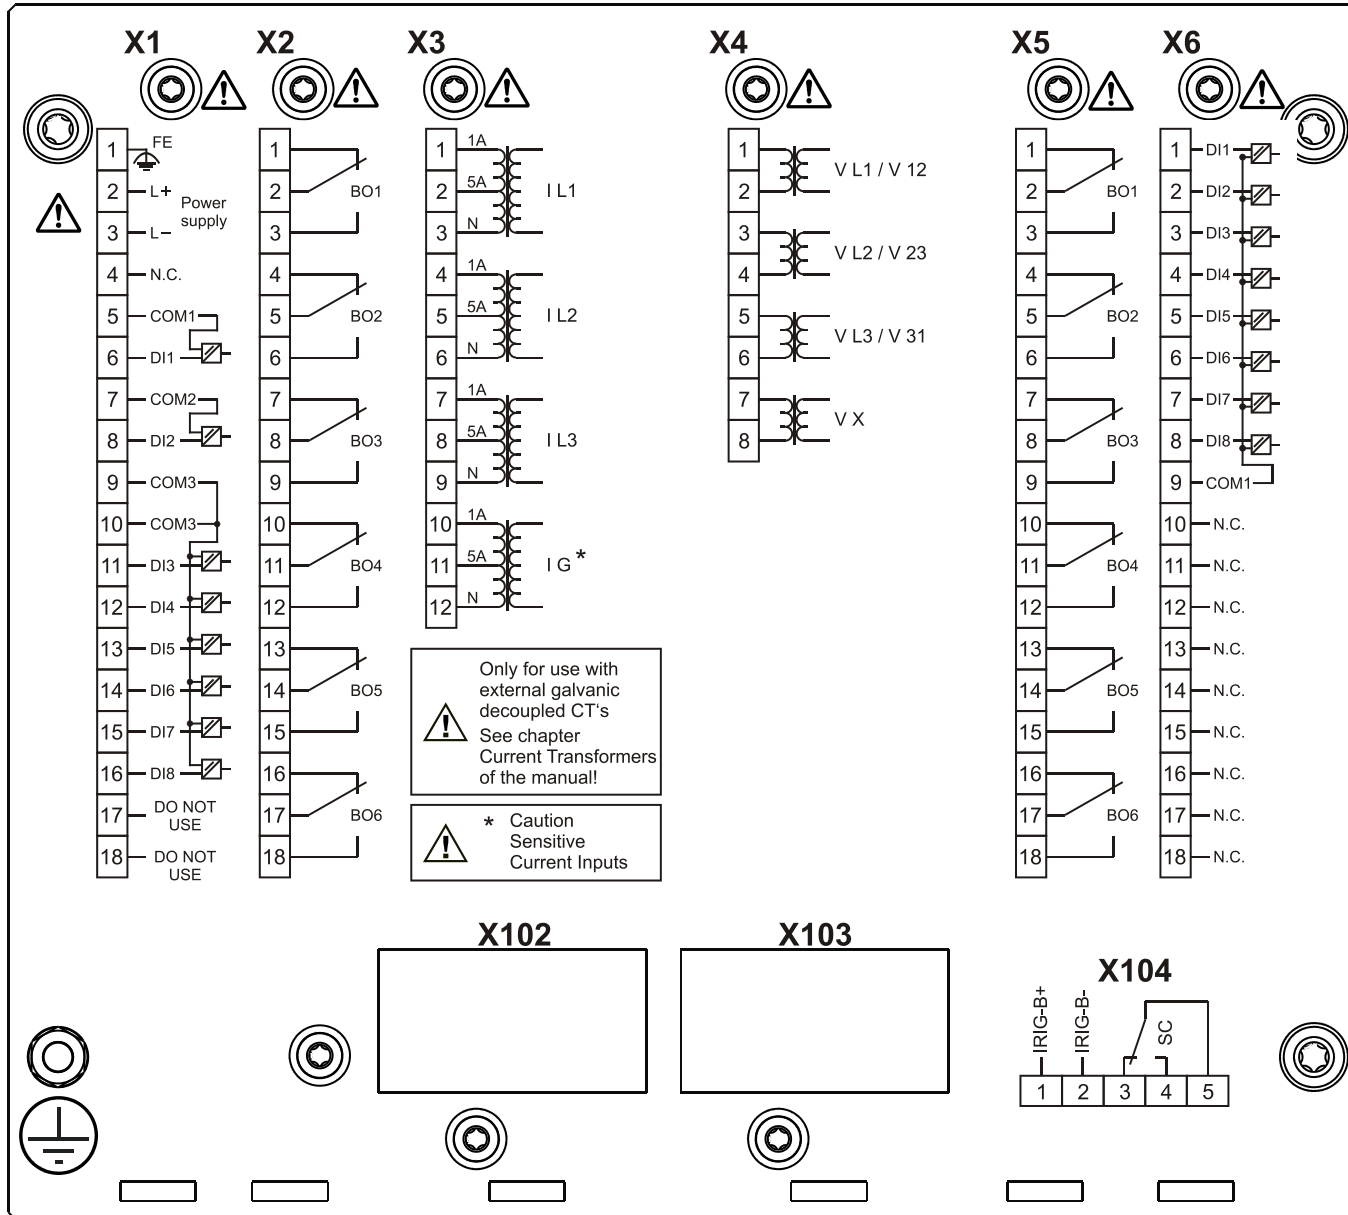 X1 X2 X3 X4 X5 X6
1 FE
2 L+
Power
supply
3 L−
4 N.C.
5 COM1
6 DI1
7 COM2
8 DI2
9 COM3
10 COM3
11 DI3
12 DI4
13 DI5
14 DI6
15 DI7
16 DI8
17 DO NOT
USE
18 DO NOT
USE
1
2 BO1
3
4
5 BO2
6
7
8 BO3
9
10
11 BO4
12
13
14 BO5
15
16
17 BO6
18
1 1A
2 5A I L1
3 N
4 1A
5 5A I L2
6 N
7 1A
8 5A I L3
9 N
10 1A
11 5A I G*
12 N
Only for use with
external galvanic
decoupled CT‘s
See chapter
Current Transformers
of the manual!
* Caution
Sensitive
Current Inputs
1
V L1 / V 12
2
3
V L2 / V 23
4
5
V L3 / V 31
6
7
V X
8
1
2 BO1
3
4
5 BO2
6
7
8 BO3
9
10
11 BO4
12
13
14 BO5
15
16
17 BO6
18
1 DI1
2 DI2
3 DI3
4 DI4
5 DI5
6 DI6
7 DI7
8 DI8
9 COM1
10 N.C.
11 N.C.
12 N.C.
13 N.C.
14 N.C.
15 N.C.
16 N.C.
17 N.C.
18 N.C.
X102 X103
X104
IRIG-B+
IRIG-B-
SC
1 2 3 4 5